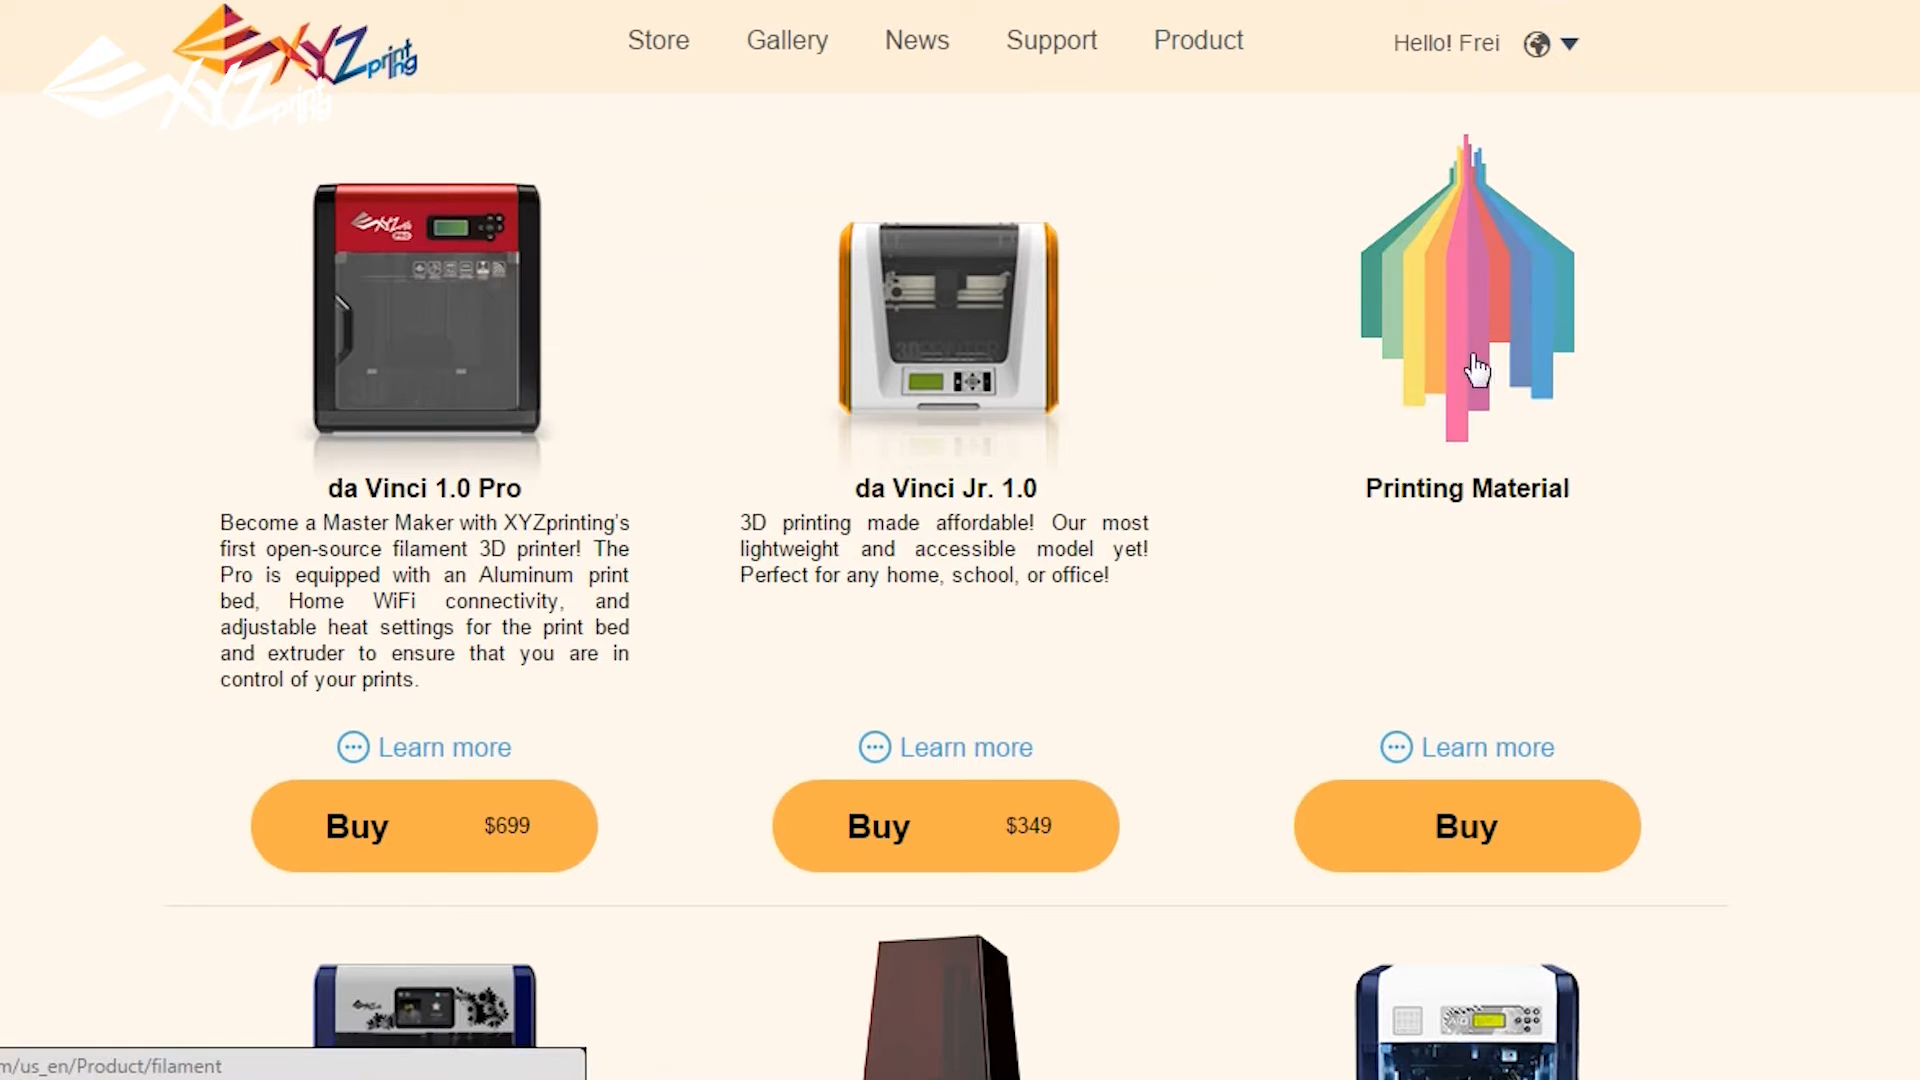 XYZprinting
Store Gallery News Support Product Hello! Frei
XYZprinting
XYZ
PRO
3DPRINTER
da Vinci 1.0 Pro
Become a Master Maker with XYZprinting's
first open-source filament 3D printer! The
Pro is equipped with an Aluminum print
bed, Home WiFi connectivity, and
adjustable heat settings for the print bed
and extruder to ensure that you are in
control of your prints.
Learn more
Buy $699
da Vinci Jr. 1.0
3D printing made affordable! Our most
lightweight and accessible model yet!
Perfect for any home, school, or office!
Learn more
Buy $349
Printing Material
Learn more
Buy
m/us_en/Product/filament